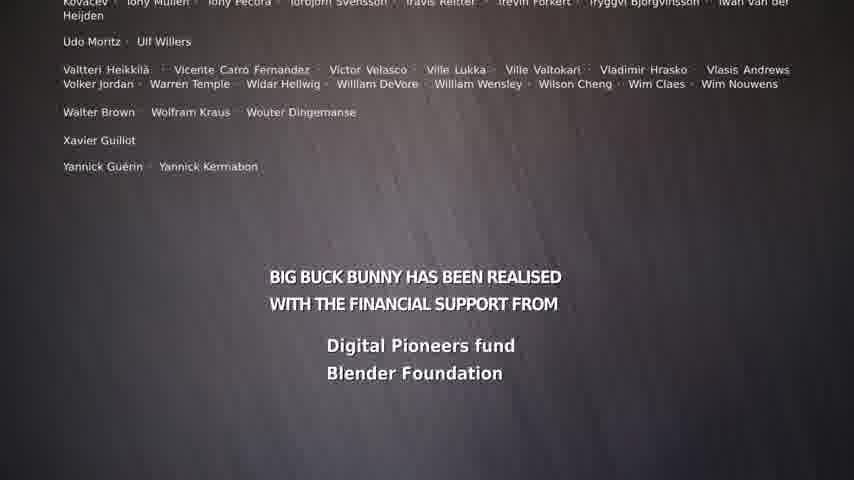 Kovacev · Tony Mullen · Tony Pecora · Torbjörn Svensson · Travis Reitter · Trevin Forkert · Tryggvi Björgvinsson · Twan van der
Heijden
Udo Moritz · Ulf Willers
Valtteri Heikkilä · Vicente Carro Fernandez · Victor Velasco · Ville Lukka · Ville Valtokari · Vladimir Hrasko · Vlasis Andrews
Volker Jordan · Warren Temple · Widar Hellwig · William DeVore · William Wensley · Wilson Cheng · Wim Claes · Wim Nouwens
Walter Brown · Wolfram Kraus · Wouter Dingemanse
Xavier Guillot
Yannick Guérin · Yannick Kermabon
BIG BUCK BUNNY HAS BEEN REALISED
WITH THE FINANCIAL SUPPORT FROM
Digital Pioneers fund
Blender Foundation